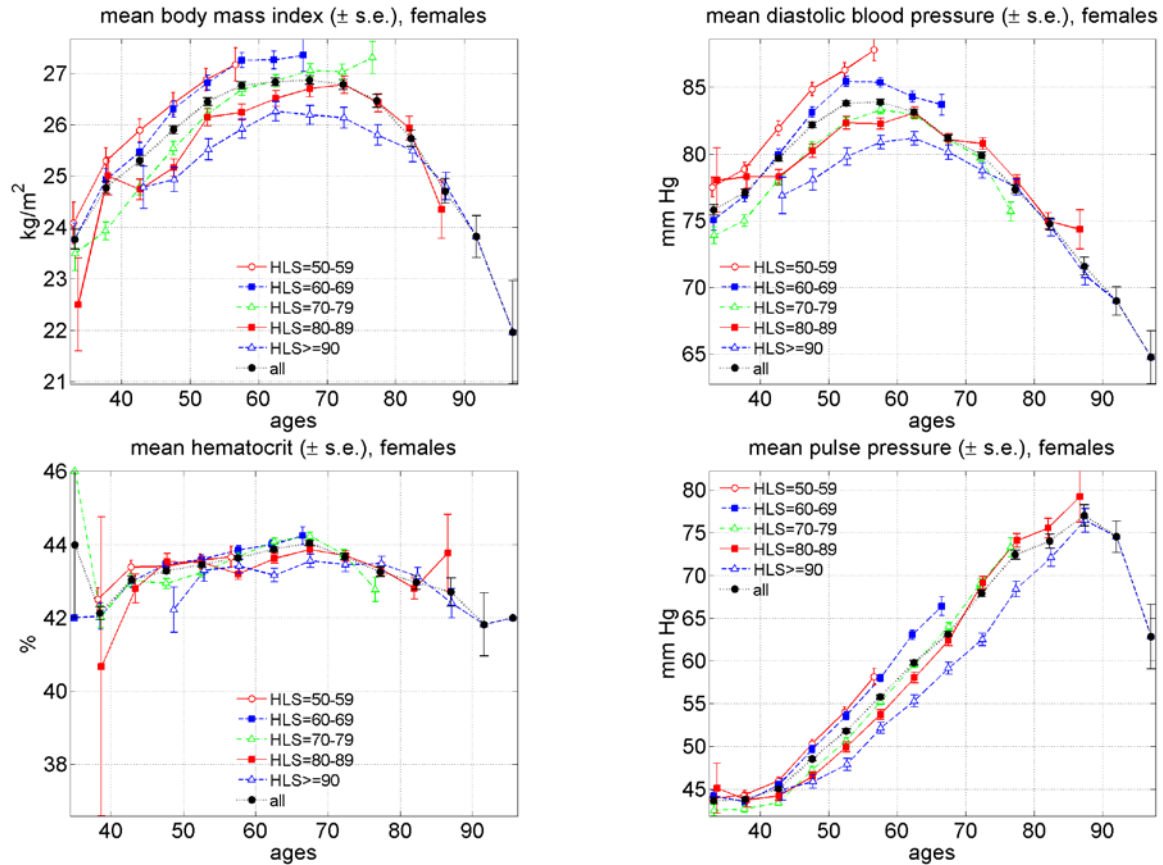 mean body mass index (± s.e.), females
kg/m2
27
26
25
24
23
22
21
HLS=50-59
HLS=60-69
HLS=70-79
HLS=80-89
HLS>=90
all
40 50 60 70 80 90
ages
mean diastolic blood pressure (± s.e.), females
mm Hg
85
80
75
70
65
HLS=50-59
HLS=60-69
HLS=70-79
HLS=80-89
HLS>=90
all
40 50 60 70 80 90
ages
mean hematocrit (± s.e.), females
%
46
44
42
40
38
HLS=50-59
HLS=60-69
HLS=70-79
HLS=80-89
HLS>=90
all
40 50 60 70 80 90
ages
mean pulse pressure (± s.e.), females
mm Hg
80
75
70
65
60
55
50
45
HLS=50-59
HLS=60-69
HLS=70-79
HLS=80-89
HLS>=90
all
40 50 60 70 80 90
ages